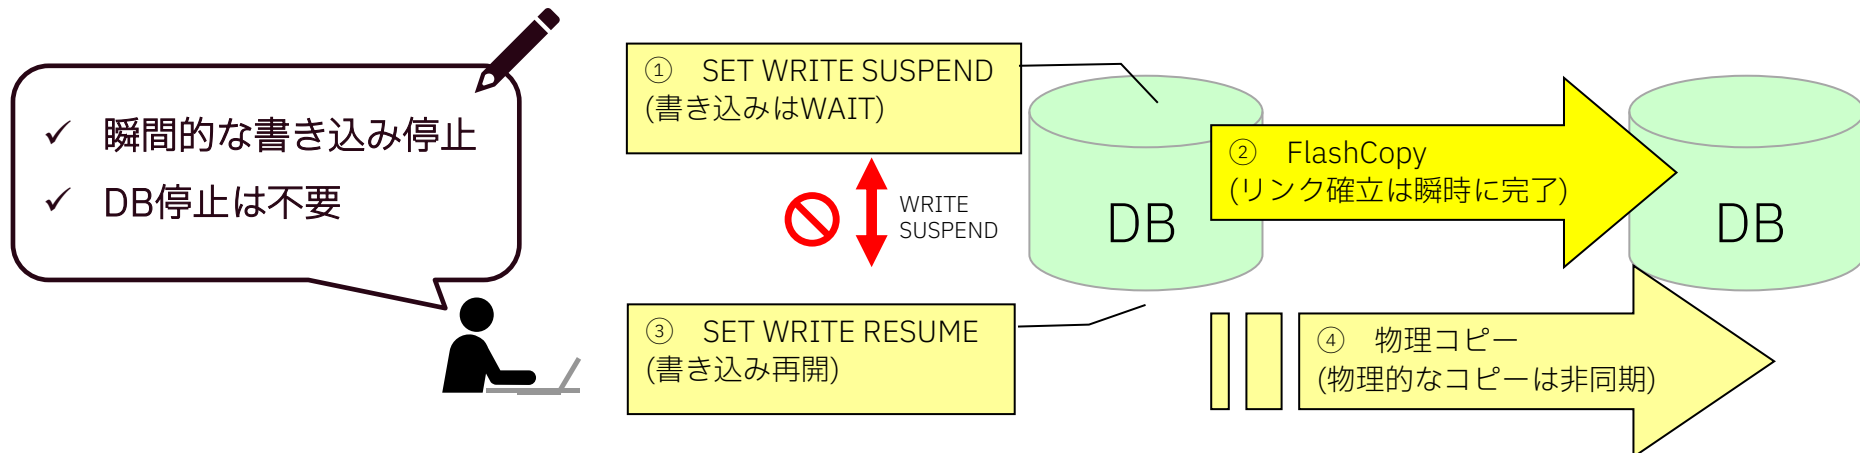 ✓ 瞬間的な書き込み停止
✓ DB停止は不要
① SET WRITE SUSPEND
(書き込みはWAIT)
WRITE
SUSPEND
③ SET WRITE RESUME
(書き込み再開)
DB
② FlashCopy
(リンク確立は瞬時に完了)
DB
④ 物理コピー
(物理的なコピーは非同期)